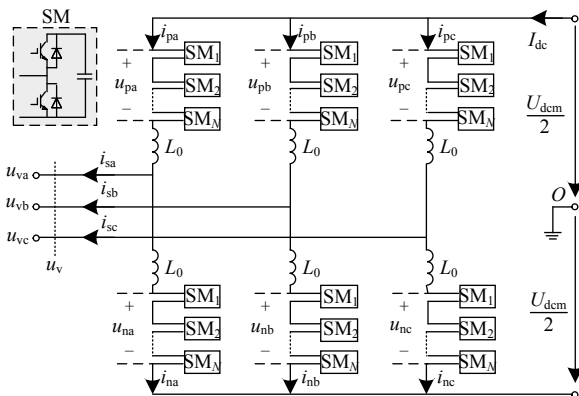 SM
i_pa i_pb i_pc I_dc
+ SM_1 + SM_1 + SM_1
u_pa SM_2 u_pb SM_2 u_pc SM_2
− SM_N − SM_N − SM_N
U_dcm
2
L_0 L_0 L_0
i_sa
u_va
i_sb
u_vb O
i_sc
u_vc
u_v
L_0 L_0 L_0
+ SM_1 + SM_1 + SM_1
u_na SM_2 u_nb SM_2 u_nc SM_2
U_dcm
2
− SM_N − SM_N − SM_N
i_na i_nb i_nc